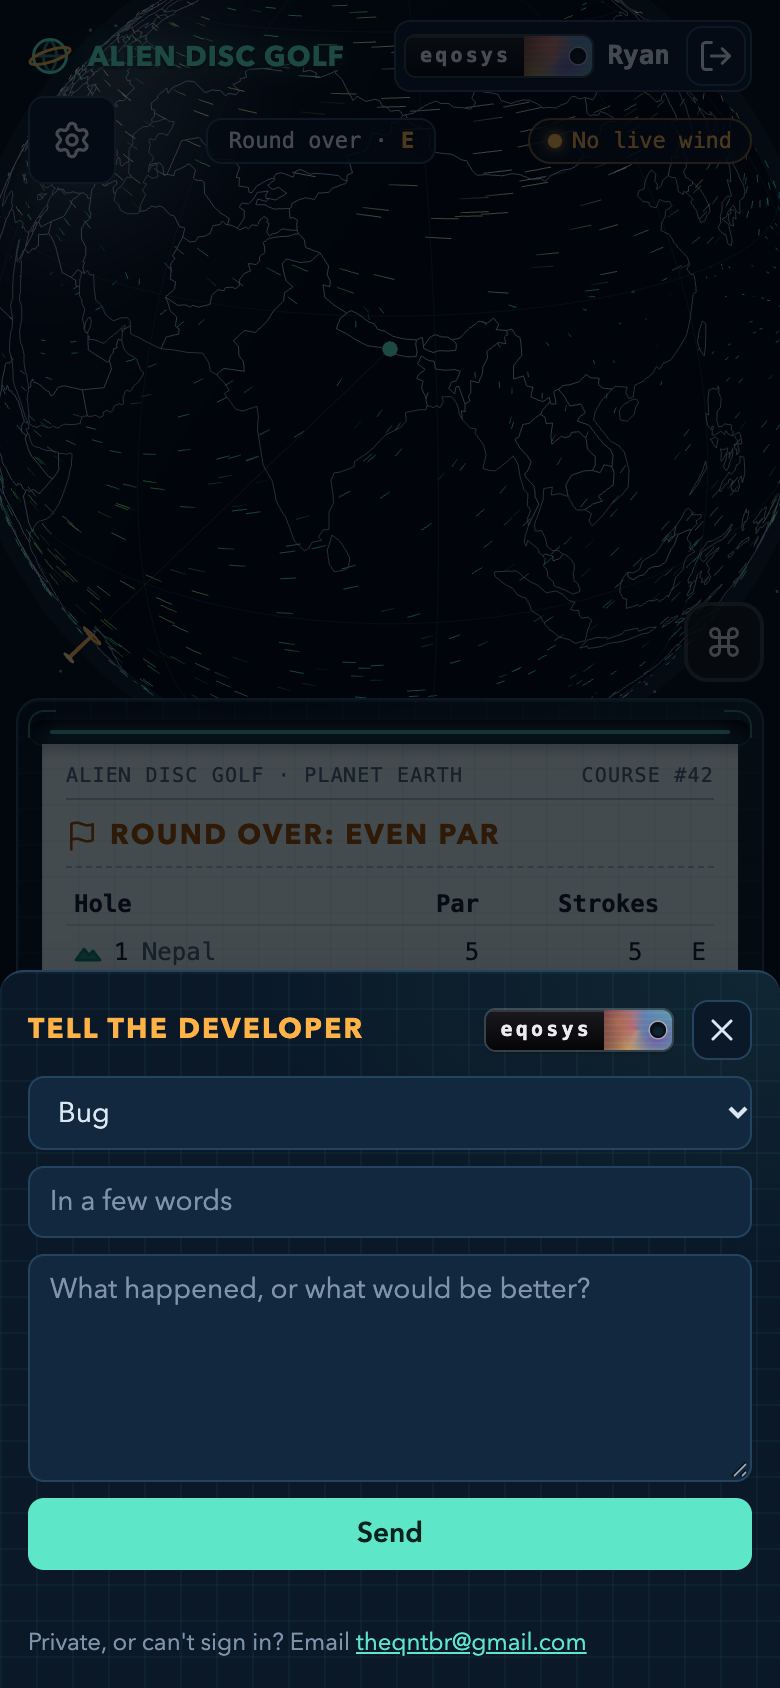 ALIEN DISC GOLF
eqosys Ryan
Round over · E
No live wind
ALIEN DISC GOLF · PLANET EARTH COURSE #42
ROUND OVER: EVEN PAR
Hole Par Strokes
1 Nepal 5 5 E
TELL THE DEVELOPER eqosys
Bug
In a few words
What happened, or what would be better?
Send
Private, or can't sign in? Email theqntbr@gmail.com